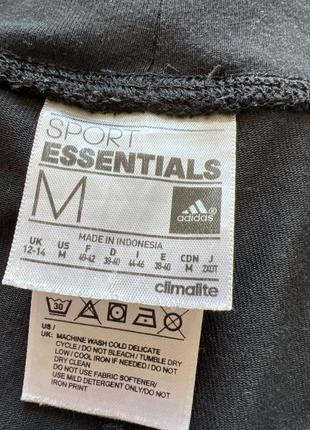 SPORT
ESSENTIALS
M
adidas
MADE IN INDONESIA
UK US F D I E CDN J
12-14 M 40-42 38-40 44-46 38-40 M 2XOT
climalite
30
US /
UK: MACHINE WASH COLD DELICATE
CYCLE / DO NOT BLEACH / TUMBLE DRY
LOW / COOL IRON IF NEEDED / DO NOT
DRY CLEAN
DO NOT USE FABRIC SOFTENER/
USE MILD DETERGENT ONLY/DO NOT
IRON PRINT